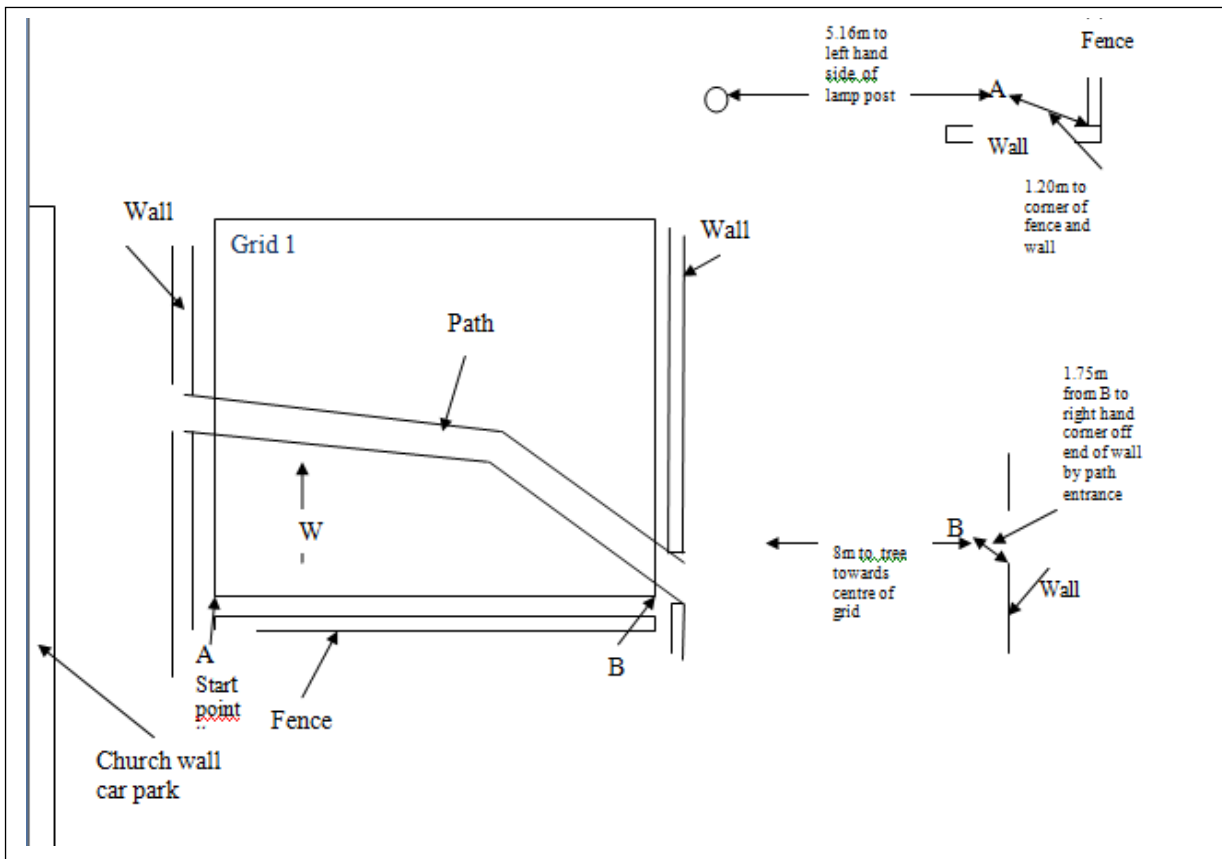 5.16m to
left hand
side of
lamp post
Fence
A
Wall
1.20m to
corner of
fence and
wall
Wall
Grid 1
Wall
Path
W
1.75m
from B to
right hand
corner off
end of wall
by path
entrance
B
8m to tree
towards
centre of
grid
Wall
A
Start
point
B
Fence
Church wall
car park